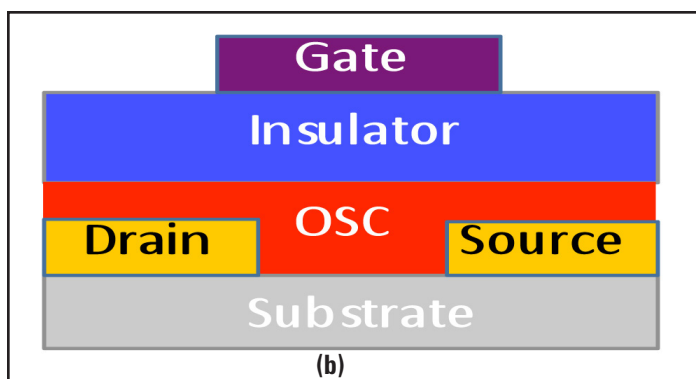 Gate
Insulator
OSC
Drain
Source
Substrate
(b)